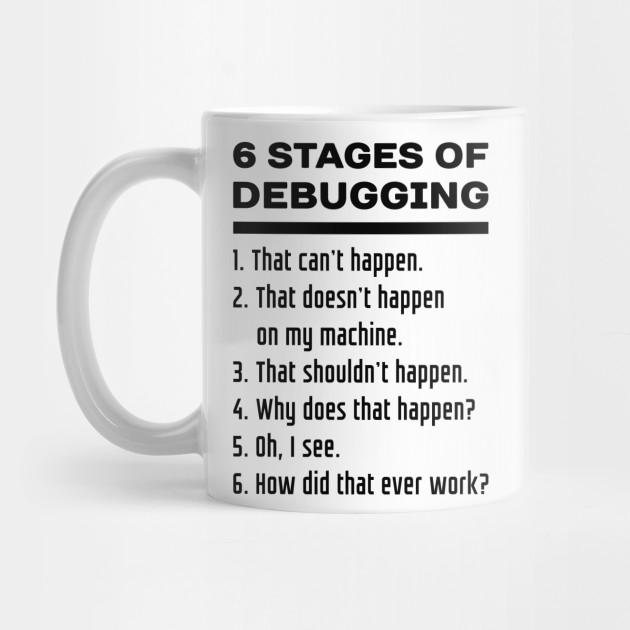 6 STAGES OF
DEBUGGING
1. That can't happen.
2. That doesn't happen
on my machine.
3. That shouldn't happen.
4. Why does that happen?
5. Oh, I see.
6. How did that ever work?